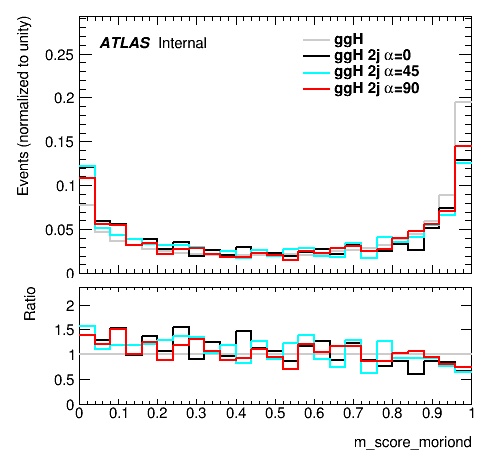 ATLAS Internal
ggH
ggH 2j α=0
ggH 2j α=45
ggH 2j α=90
Events (normalized to unity)
0.25
0.2
0.15
0.1
0.05
0
Ratio
2
1.5
1
0.5
0
0 0.1 0.2 0.3 0.4 0.5 0.6 0.7 0.8 0.9 1
m_score_moriond